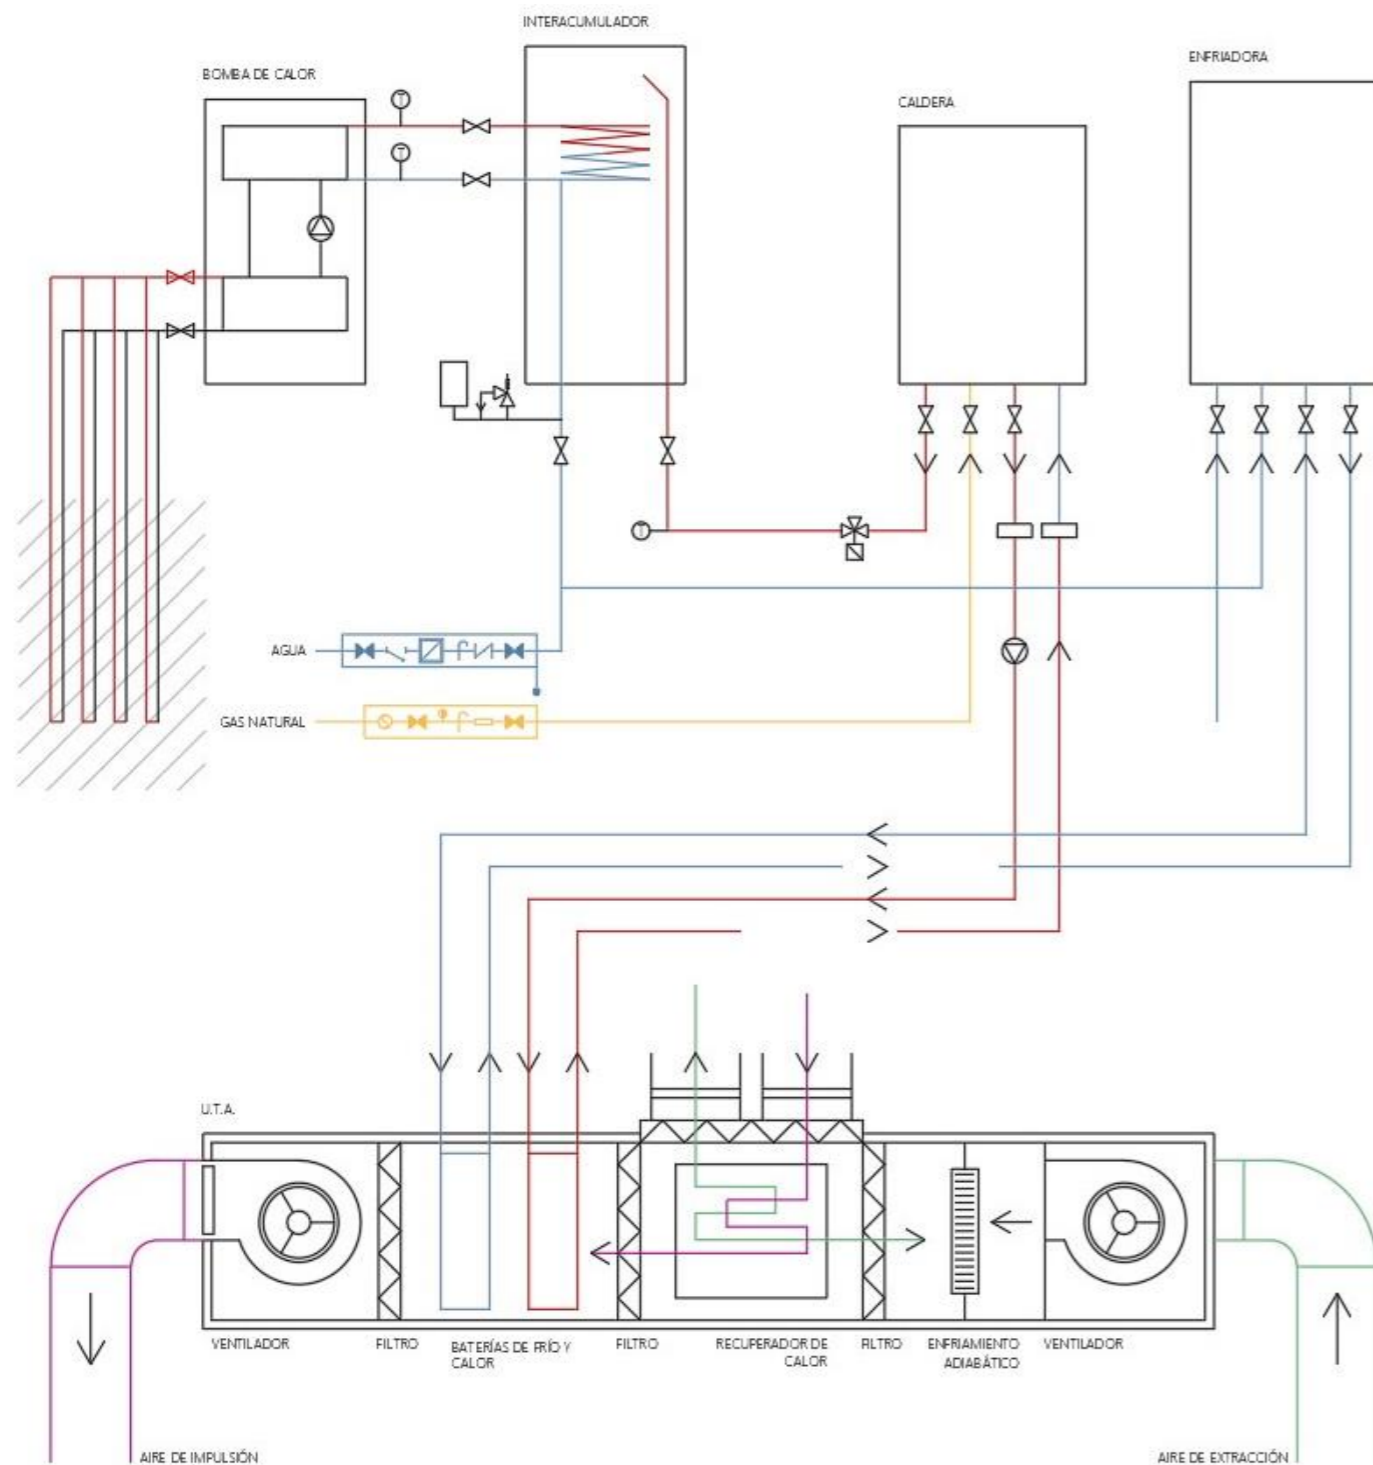 INTERACUMULADOR
ENFRIADORA
BOMBA DE CALOR
CALDERA
T
T
T
AGUA
GAS NATURAL
U.T.A.
VENTILADOR
FILTRO
BATERÍAS DE FRÍO Y
CALOR
FILTRO
RECUPERADOR DE
CALOR
FILTRO
ENFRIAMIENTO
ADIABÁTICO
VENTILADOR
AIRE DE IMPULSIÓN
AIRE DE EXTRACCIÓN